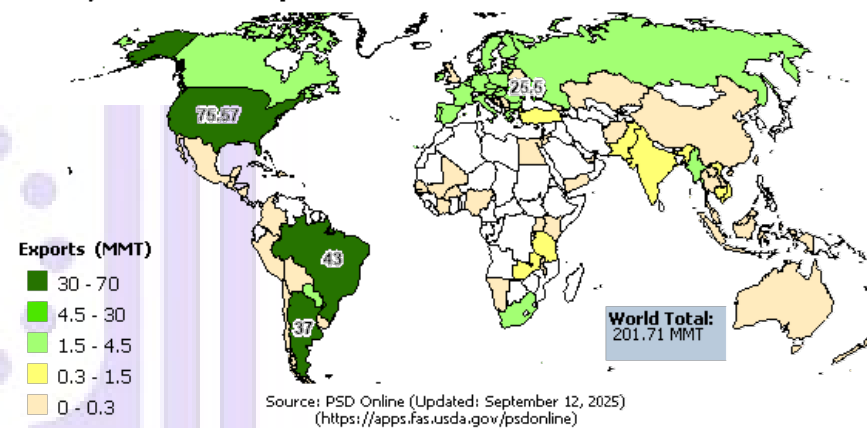 75.57
25.5
43
37
Exports (MMT)
30 - 70
4.5 - 30
1.5 - 4.5
0.3 - 1.5
0 - 0.3
World Total:
201.71 MMT
Source: PSD Online (Updated: September 12, 2025)
(https://apps.fas.usda.gov/psdonline)